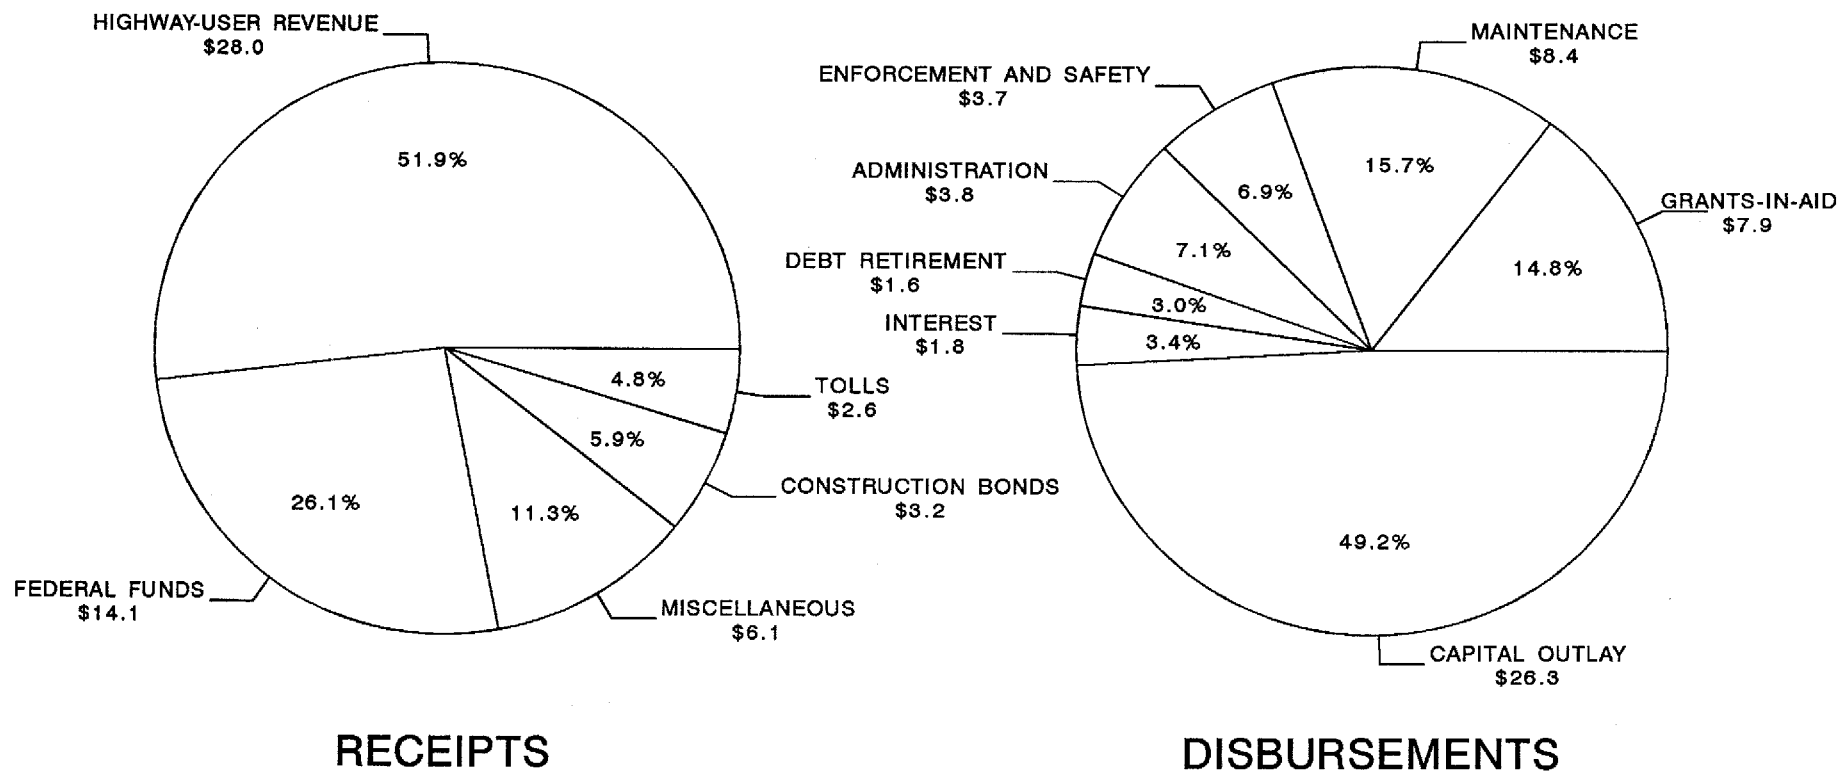 HIGHWAY-USER REVENUE
$28.0
51.9%
4.8%
TOLLS
$2.6
5.9%
CONSTRUCTION BONDS
$3.2
11.3%
MISCELLANEOUS
$6.1
26.1%
FEDERAL FUNDS
$14.1
RECEIPTS
MAINTENANCE
$8.4
15.7%
ENFORCEMENT AND SAFETY
$3.7
6.9%
ADMINISTRATION
$3.8
7.1%
DEBT RETIREMENT
$1.6
3.0%
INTEREST
$1.8
3.4%
GRANTS-IN-AID
$7.9
14.8%
49.2%
CAPITAL OUTLAY
$26.3
DISBURSEMENTS